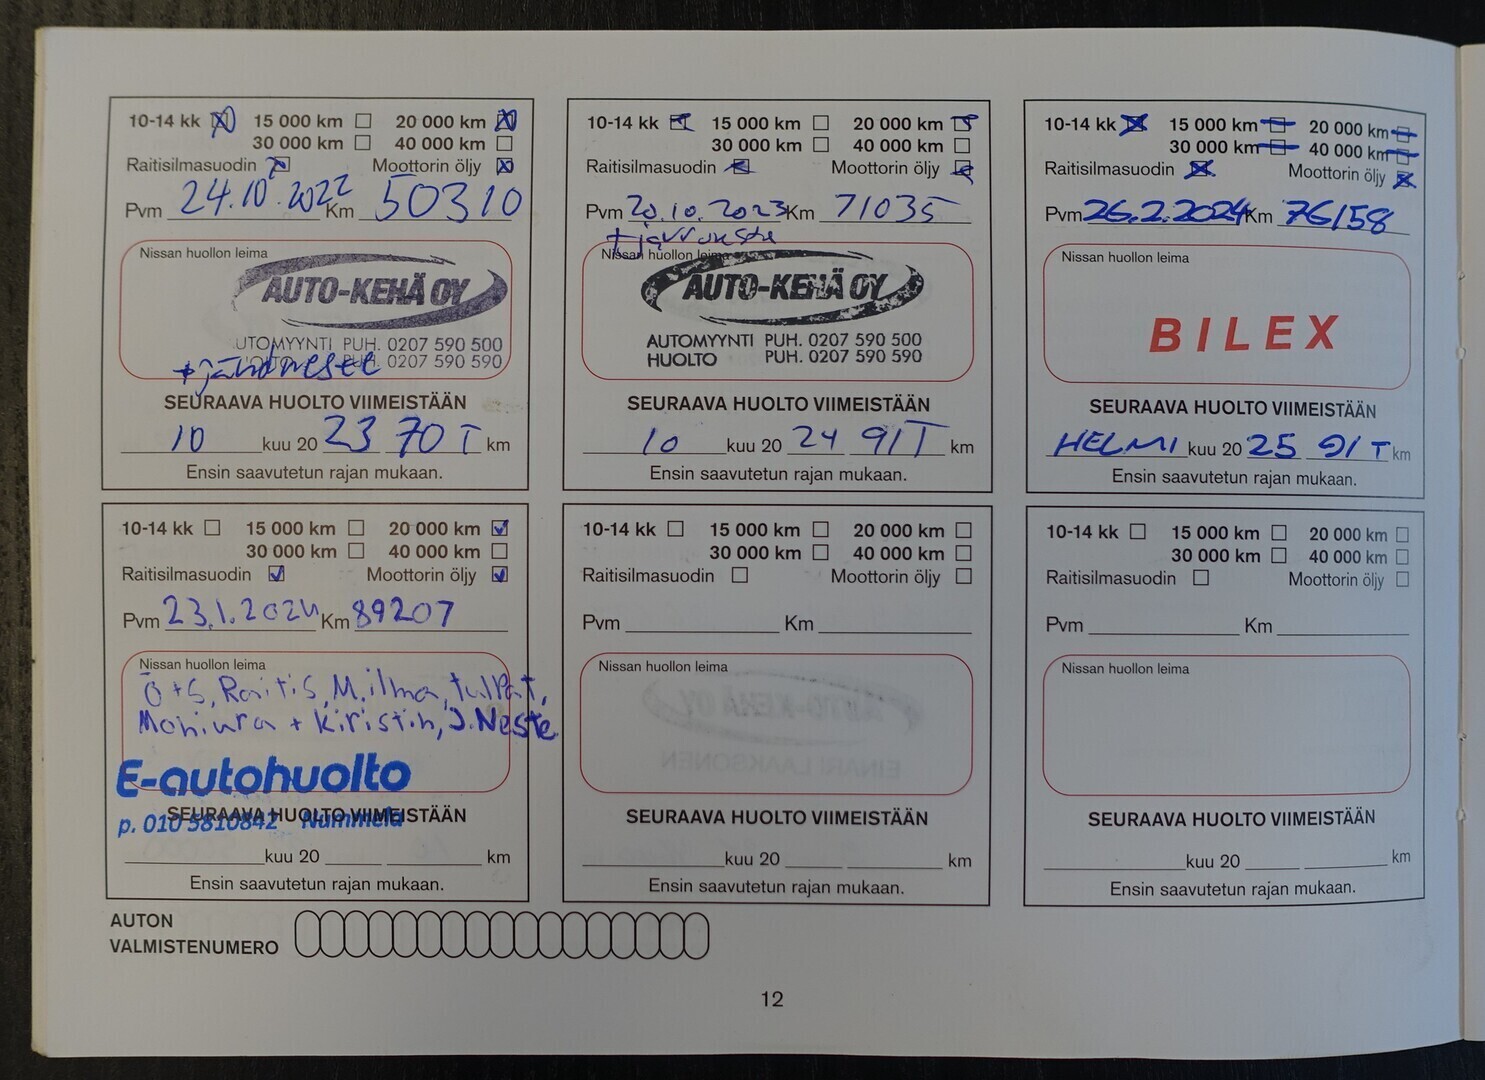 10-14 kk 15 000 km 20 000 km
30 000 km 40 000 km
Raitisilmasuodin Moottorin öljy
Pvm 24.10.2022 Km 50310
Nissan huollon leima
AUTO-KEHÄ OY
UTOMYYNTI PUH. 0207 590 500
PUH. 0207 590 590
SEURAAVA HUOLTO VIIMEISTÄÄN
10 kuu 20 23 70 T km
Ensin saavutetun rajan mukaan.
10-14 kk 15 000 km 20 000 km
30 000 km 40 000 km
Raitisilmasuodin Moottorin öljy
Pvm 20.10.2023 Km 71035
Nissan huollon leima
AUTO-KEHÄ OY
AUTOMYYNTI PUH. 0207 590 500
HUOLTO PUH. 0207 590 590
SEURAAVA HUOLTO VIIMEISTÄÄN
10 kuu 20 24 91T km
Ensin saavutetun rajan mukaan.
10-14 kk 15 000 km 20 000 km
30 000 km 40 000 km
Raitisilmasuodin Moottorin öljy
Pvm 26.2.2024 Km 76158
Nissan huollon leima
BILEX
SEURAAVA HUOLTO VIIMEISTÄÄN
HELMI kuu 20 25 91 T km
Ensin saavutetun rajan mukaan.
10-14 kk 15 000 km 20 000 km
30 000 km 40 000 km
Raitisilmasuodin Moottorin öljy
Pvm 23.1.2024 Km 89207
Nissan huollon leima
Ö+S, Raitis, M.ilma, tulpat,
Moniura + Kiristin, J.Neste
E-autohuolto
p. 010 5810842 Nummela
SEURAAVA HUOLTO VIIMEISTÄÄN
kuu 20 km
Ensin saavutetun rajan mukaan.
10-14 kk 15 000 km 20 000 km
30 000 km 40 000 km
Raitisilmasuodin Moottorin öljy
Pvm Km
Nissan huollon leima
SEURAAVA HUOLTO VIIMEISTÄÄN
kuu 20 km
Ensin saavutetun rajan mukaan.
10-14 kk 15 000 km 20 000 km
30 000 km 40 000 km
Raitisilmasuodin Moottorin öljy
Pvm Km
Nissan huollon leima
SEURAAVA HUOLTO VIIMEISTÄÄN
kuu 20 km
Ensin saavutetun rajan mukaan.
AUTON
VALMISTENUMERO
12